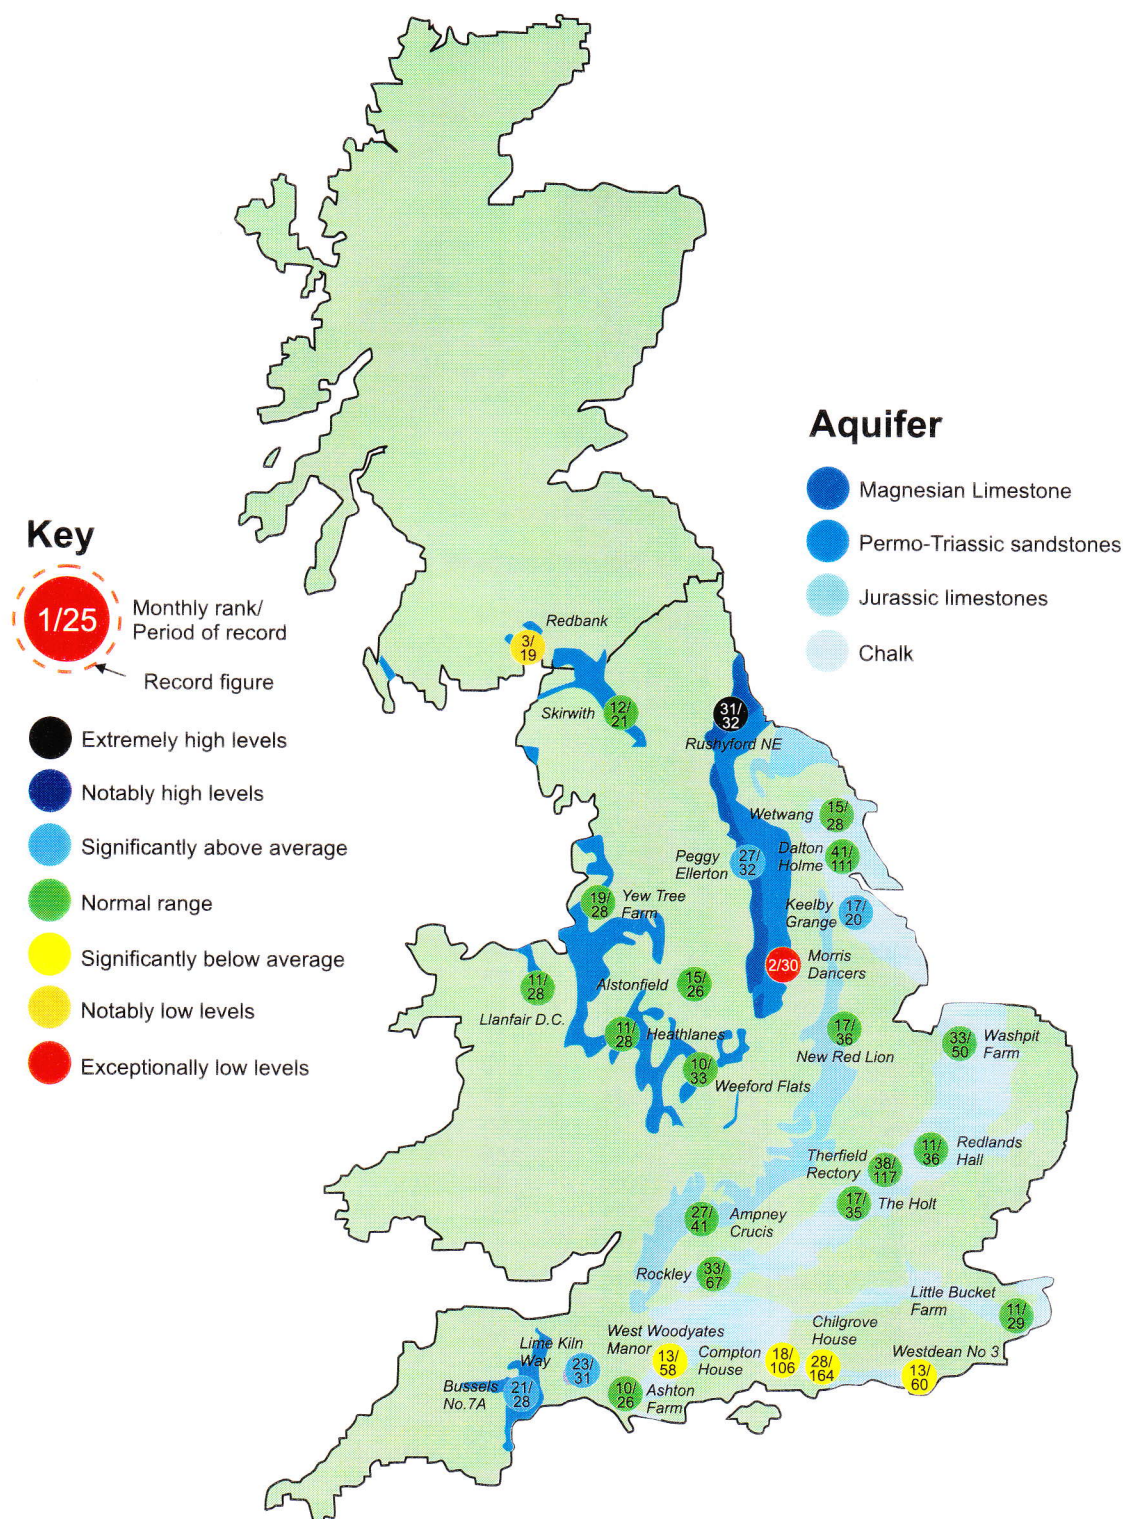 Aquifer
Magnesian Limestone
Permo-Triassic sandstones
Jurassic limestones
Chalk
Key
1/25
Monthly rank/
Period of record
Record figure
Extremely high levels
Notably high levels
Significantly above average
Normal range
Significantly below average
Notably low levels
Exceptionally low levels
Redbank
3/
19
Skirwith
12/
21
31/
32
Rushyford NE
Wetwang
15/
28
Peggy
Ellerton
27/
32
Dalton
Holme
41/
111
19/
28
Yew Tree
Farm
Keelby
Grange
17/
20
2/30
Morris
Dancers
11/
28
Llanfair D.C.
Alstonfield
15/
26
11/
28
Heathlanes
10/
33
Weeford Flats
17/
36
New Red Lion
33/
50
Washpit
Farm
11/
36
Redlands
Hall
Therfield
Rectory
38/
117
17/
35
The Holt
27/
41
Ampney
Crucis
Rockley
33/
67
Little Bucket
Farm
11/
29
Lime Kiln
Way
23/
31
West Woodyates
Manor
13/
58
Compton
House
18/
106
Chilgrove
House
28/
164
Westdean No 3
13/
60
Bussels
No.7A
21/
28
10/
26
Ashton
Farm